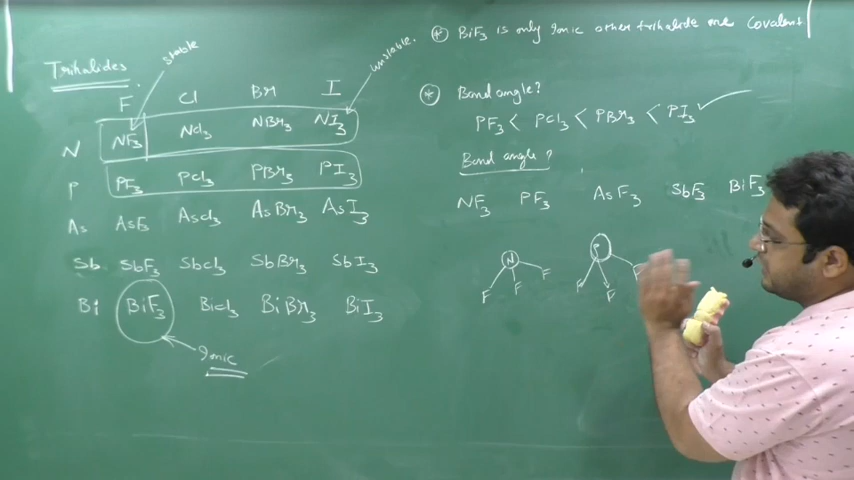 Trihalides
stable
unstable.
F Cl Br I
N NF3 NCl3 NBr3 NI3
P PF3 PCl3 PBr3 PI3
As AsF3 AsCl3 AsBr3 AsI3
Sb SbF3 SbCl3 SbBr3 SbI3
Bi BiF3 BiCl3 BiBr3 BiI3
Ionic
* BiF3 is only Ionic other trihalide are Covalent
* Bond angle?
PF3 < PCl3 < PBr3 < PI3
Bond angle?
NF3 PF3 AsF3 SbF3 BiF3
N F F F
P F F